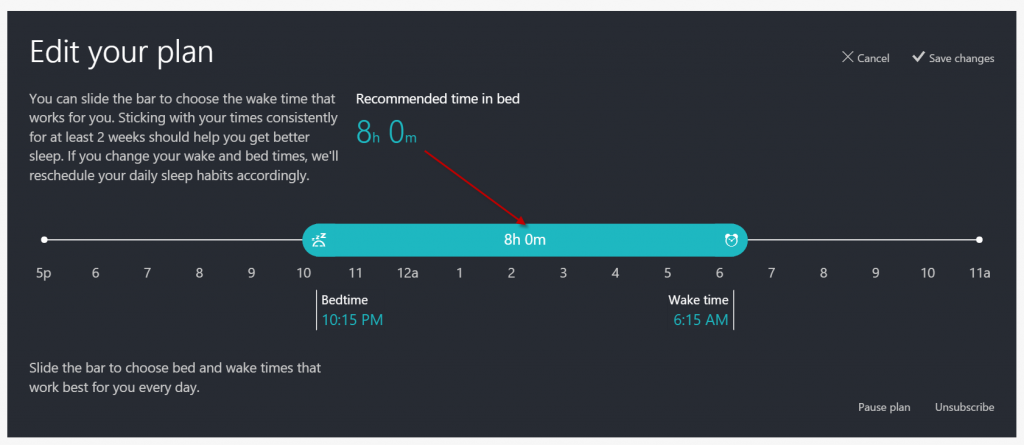 Edit your plan
Cancel
Save changes
You can slide the bar to choose the wake time that
works for you. Sticking with your times consistently
for at least 2 weeks should help you get better
sleep. If you change your wake and bed times, we'll
reschedule your daily sleep habits accordingly.
Recommended time in bed
8h 0m
8h 0m
5p 6 7 8 9 10 11 12a 1 2 3 4 5 6 7 8 9 10 11a
Bedtime
10:15 PM
Wake time
6:15 AM
Slide the bar to choose bed and wake times that
work best for you every day.
Pause plan
Unsubscribe